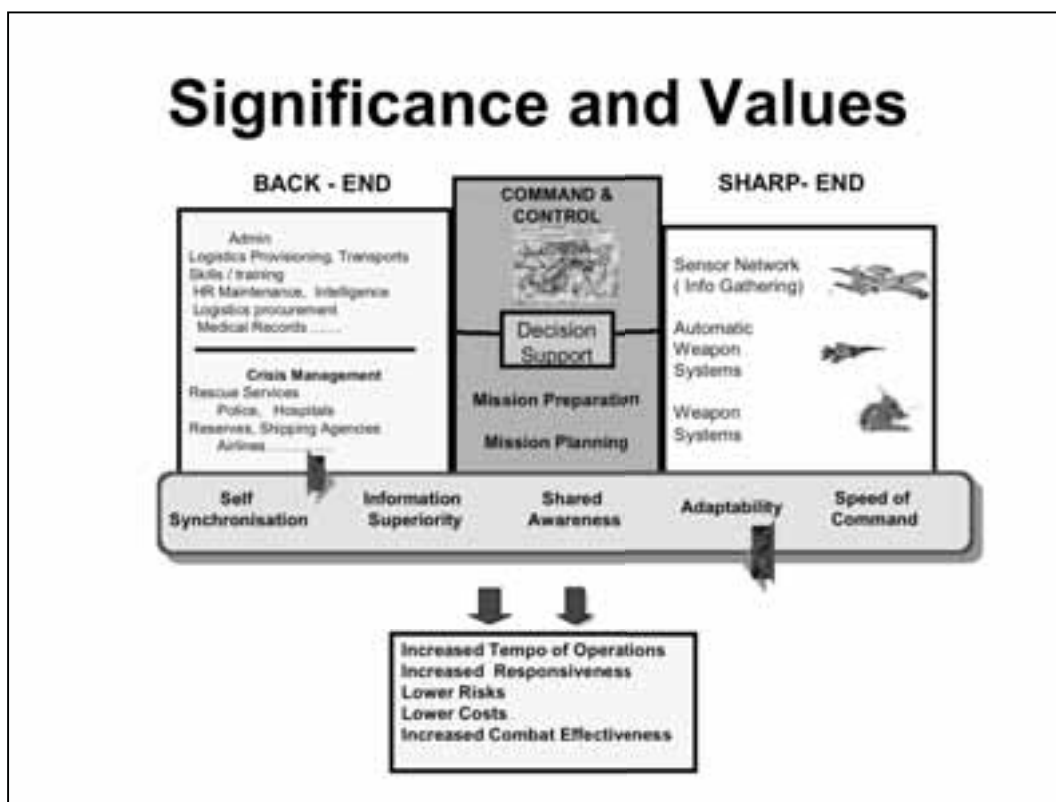 Significance and Values
BACK - END
Admin
Logistics Provisioning, Transports
Skills / training
HR Maintenance, Intelligence
Logistics procurement
Medical Records .......
Crisis Management
Rescue Services
Police, Hospitals
Reserves, Shipping Agencies
Airlines................
COMMAND &
CONTROL
Decision
Support
Mission Preparation
Mission Planning
SHARP- END
Sensor Network
( Info Gathering)
Automatic
Weapon
Systems
Weapon
Systems
Self
Synchronisation
Information
Superiority
Shared
Awareness
Adaptability
Speed of
Command
Increased Tempo of Operations
Increased Responsiveness
Lower Risks
Lower Costs
Increased Combat Effectiveness